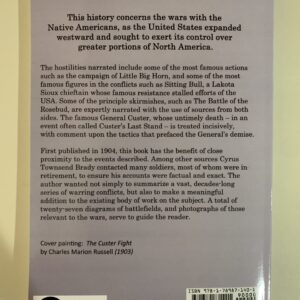 This history concerns the wars with the
Native Americans, as the United States expanded
westward and sought to exert its control over
greater portions of North America.
The hostilities narrated include some of the most famous actions
such as the campaign of Little Big Horn, and some of the most
famous figures in the conflicts such as Sitting Bull, a Lakota
Sioux chieftain whose famous resistance stalled efforts of the
USA. Some of the principle skirmishes, such as The Battle of the
Rosebud, are expertly narrated with the use of sources from both
sides. The famous General Custer, whose untimely death – in an
event often called Custer's Last Stand – is treated incisively,
with comment upon the tactics that prefaced the General's demise.
First published in 1904, this book has the benefit of close
proximity to the events described. Among other sources Cyrus
Townsend Brady contacted many soldiers, most of whom were in
retirement, to ensure his accounts were factual and exact. The
author wanted not simply to summarize a vast, decades-long
series of warring conflicts, but also to make a meaningful
addition to the existing body of work on the subject. A total of
twenty-seven diagrams of battlefields, and photographs of those
relevant to the wars, serve to guide the reader.
Cover painting: The Custer Fight
by Charles Marion Russell (1903)
ISBN 978-1-78987-140-1
90000